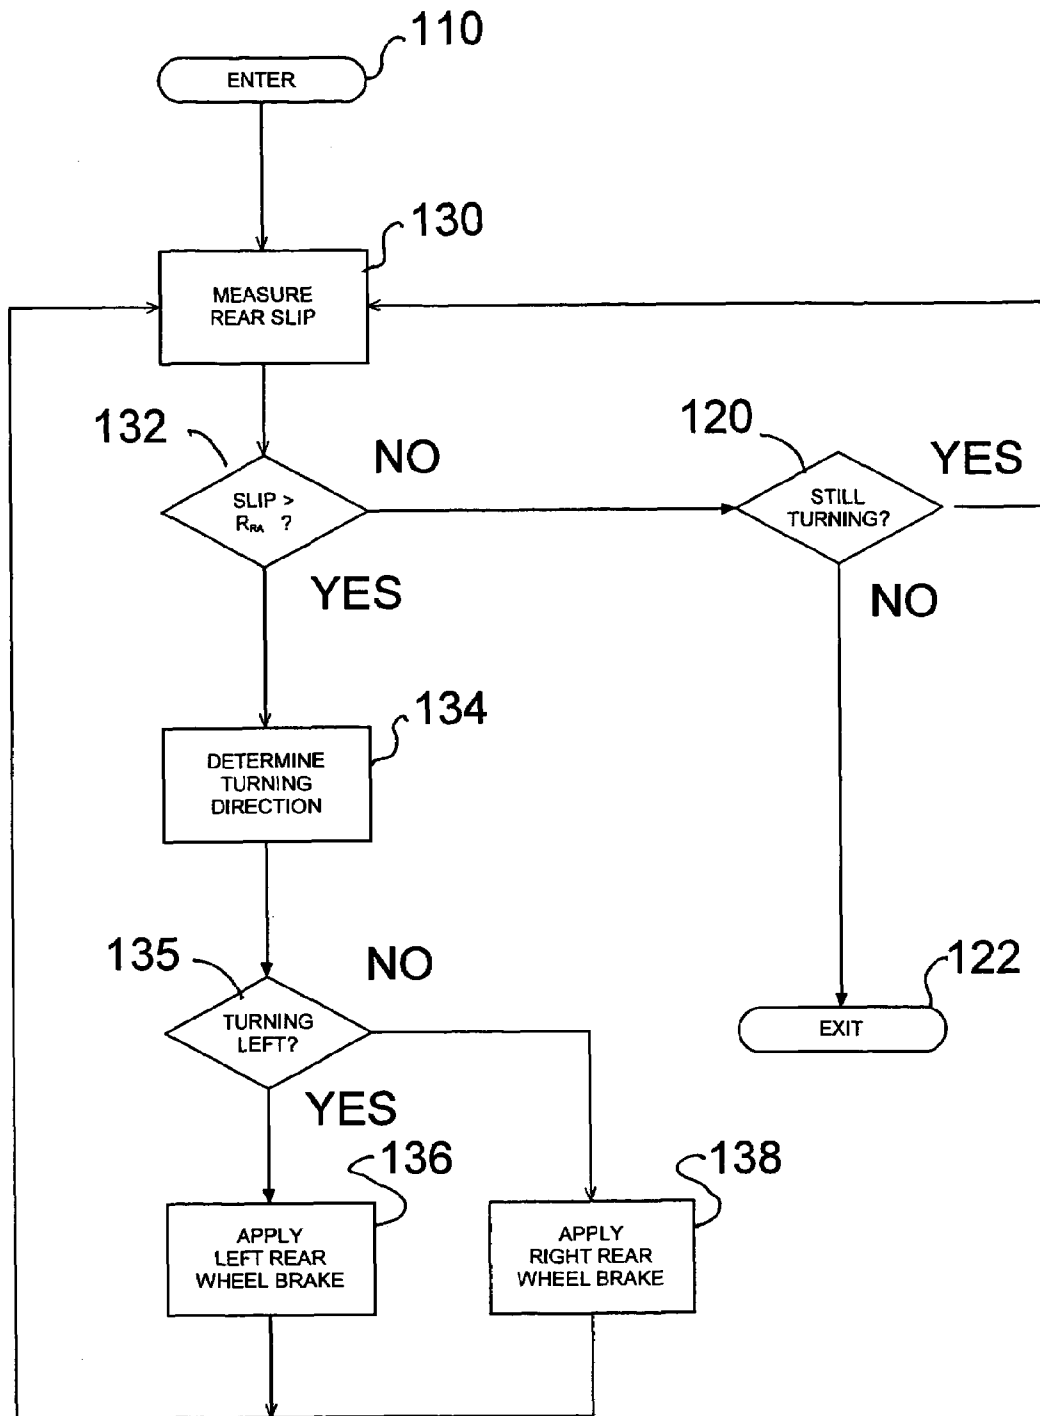 110
ENTER
130
MEASURE
REAR SLIP
132
NO
120
YES
SLIP >
RRA ?
STILL
TURNING?
YES
NO
134
DETERMINE
TURNING
DIRECTION
135
NO
122
TURNING
LEFT?
EXIT
YES
136
138
APPLY
LEFT REAR
WHEEL BRAKE
APPLY
RIGHT REAR
WHEEL BRAKE